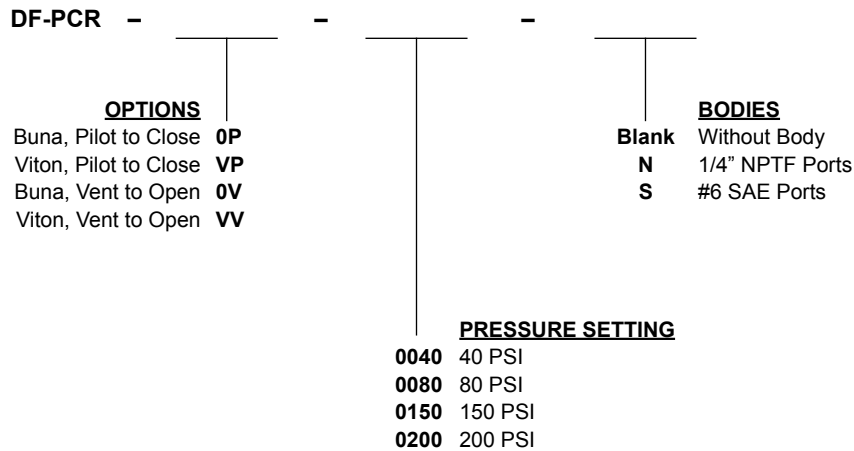 DF-PCR – – –
OPTIONS
Buna, Pilot to Close 0P
Viton, Pilot to Close VP
Buna, Vent to Open 0V
Viton, Vent to Open VV
BODIES
Blank Without Body
N 1/4” NPTF Ports
S #6 SAE Ports
PRESSURE SETTING
0040 40 PSI
0080 80 PSI
0150 150 PSI
0200 200 PSI